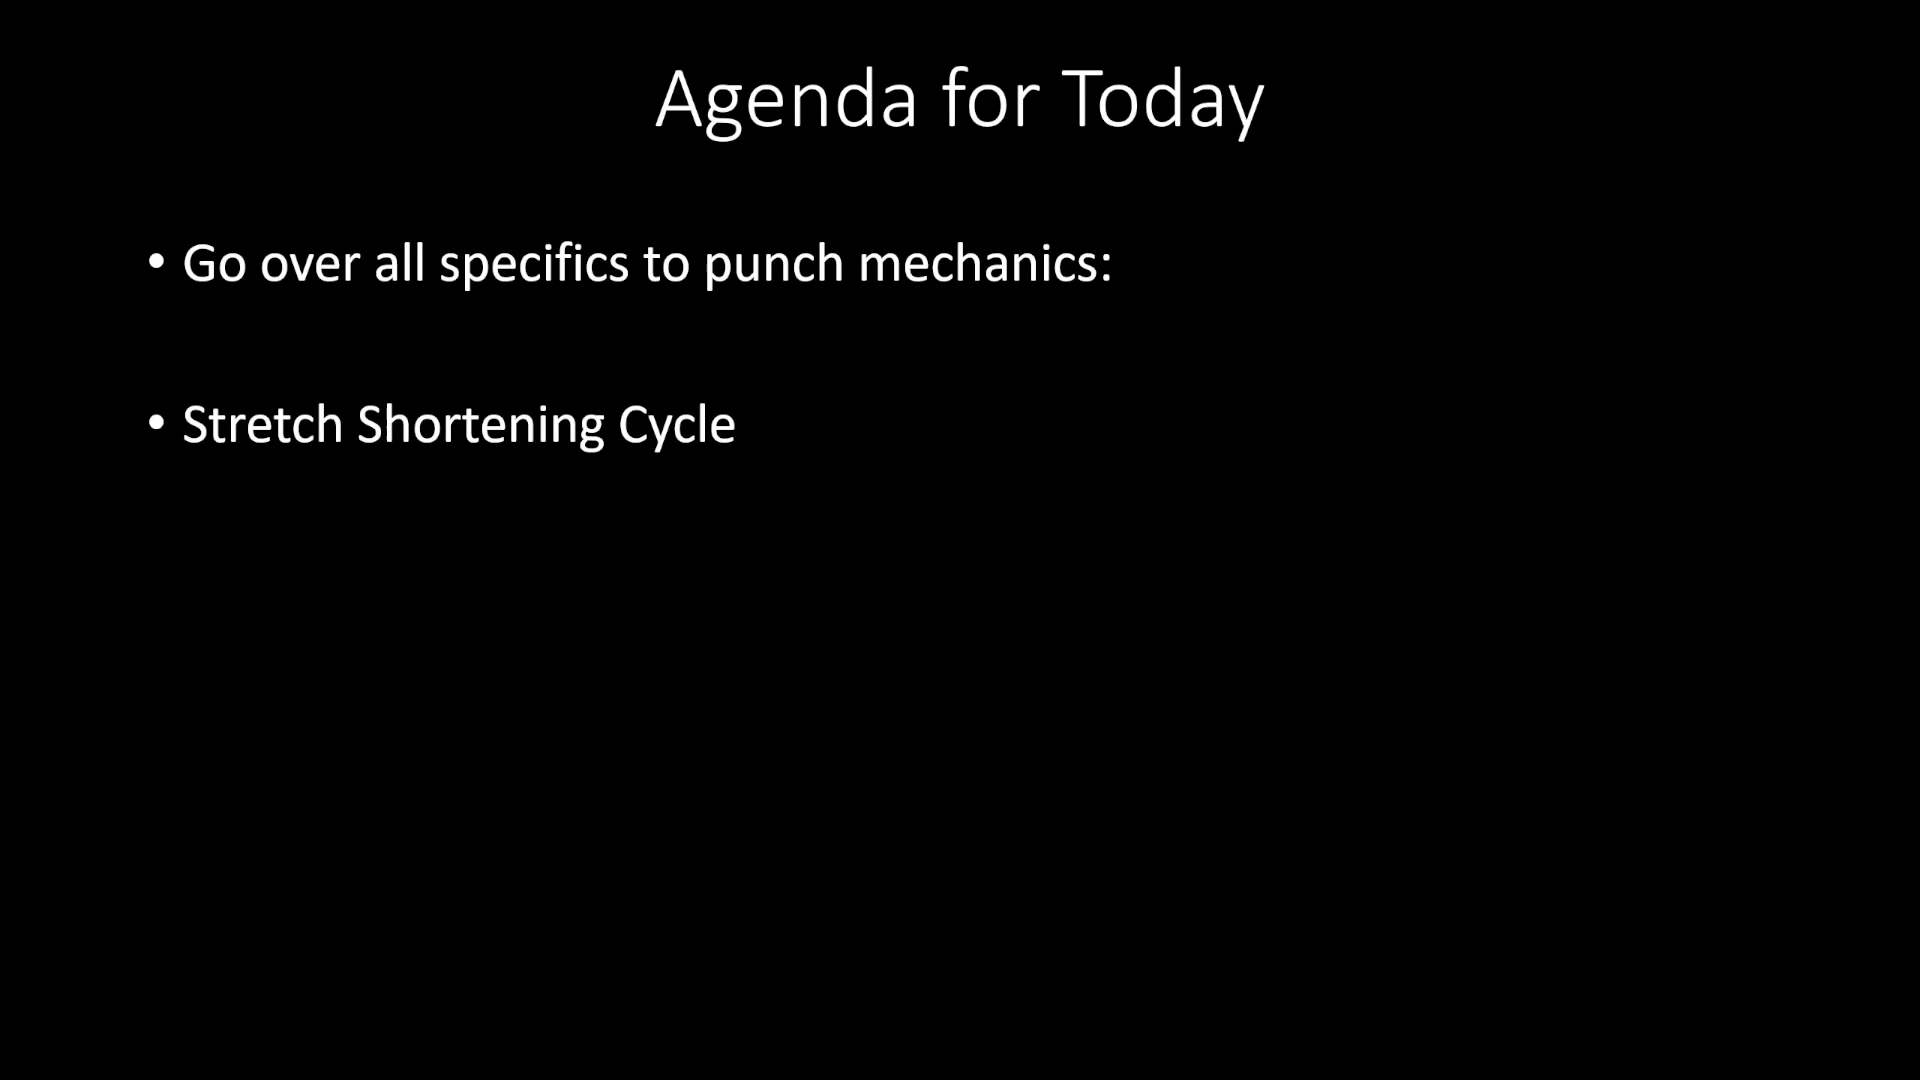 Agenda for Today
• Go over all specifics to punch mechanics:
• Stretch Shortening Cycle